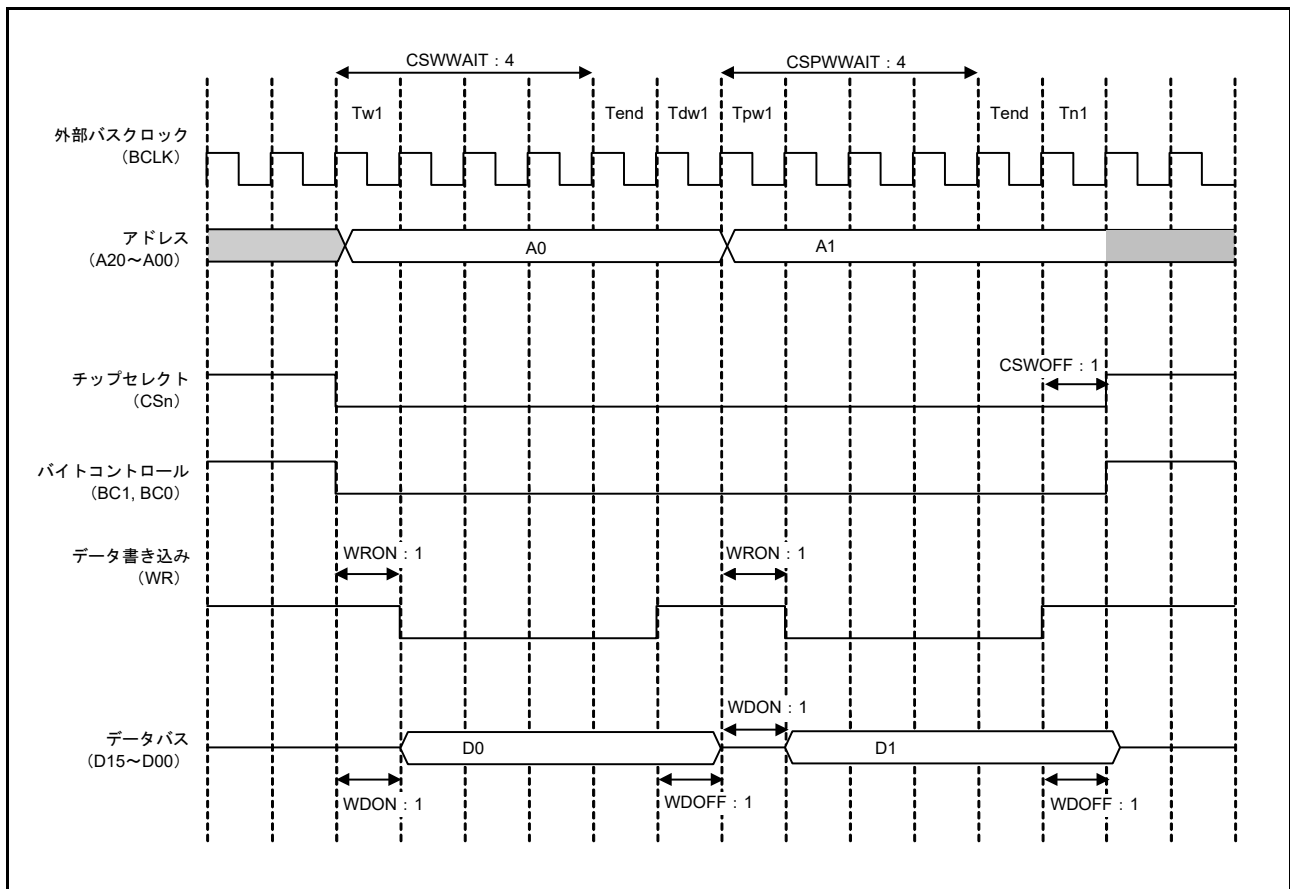 CSWWAIT：4
CSPWWAIT：4
Tw1
Tend
Tdw1
Tpw1
Tend
Tn1
外部バスクロック
（BCLK）
アドレス
（A20～A00）
A0
A1
CSWOFF：1
チップセレクト
（CSn）
バイトコントロール
（BC1, BC0）
データ書き込み
（WR）
WRON：1
WRON：1
WDON：1
データバス
（D15～D00）
D0
D1
WDON：1
WDOFF：1
WDOFF：1